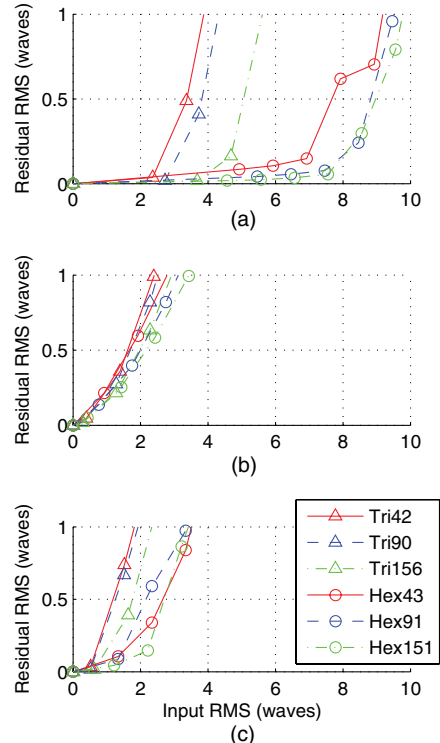 Residual RMS (waves)
1
0.5
0
0 2 4 6 8 10
(a)
Residual RMS (waves)
1
0.5
0
0 2 4 6 8 10
(b)
Residual RMS (waves)
1
0.5
0
0 2 4 6 8 10
Input RMS (waves)
(c)
Tri42
Tri90
Tri156
Hex43
Hex91
Hex151